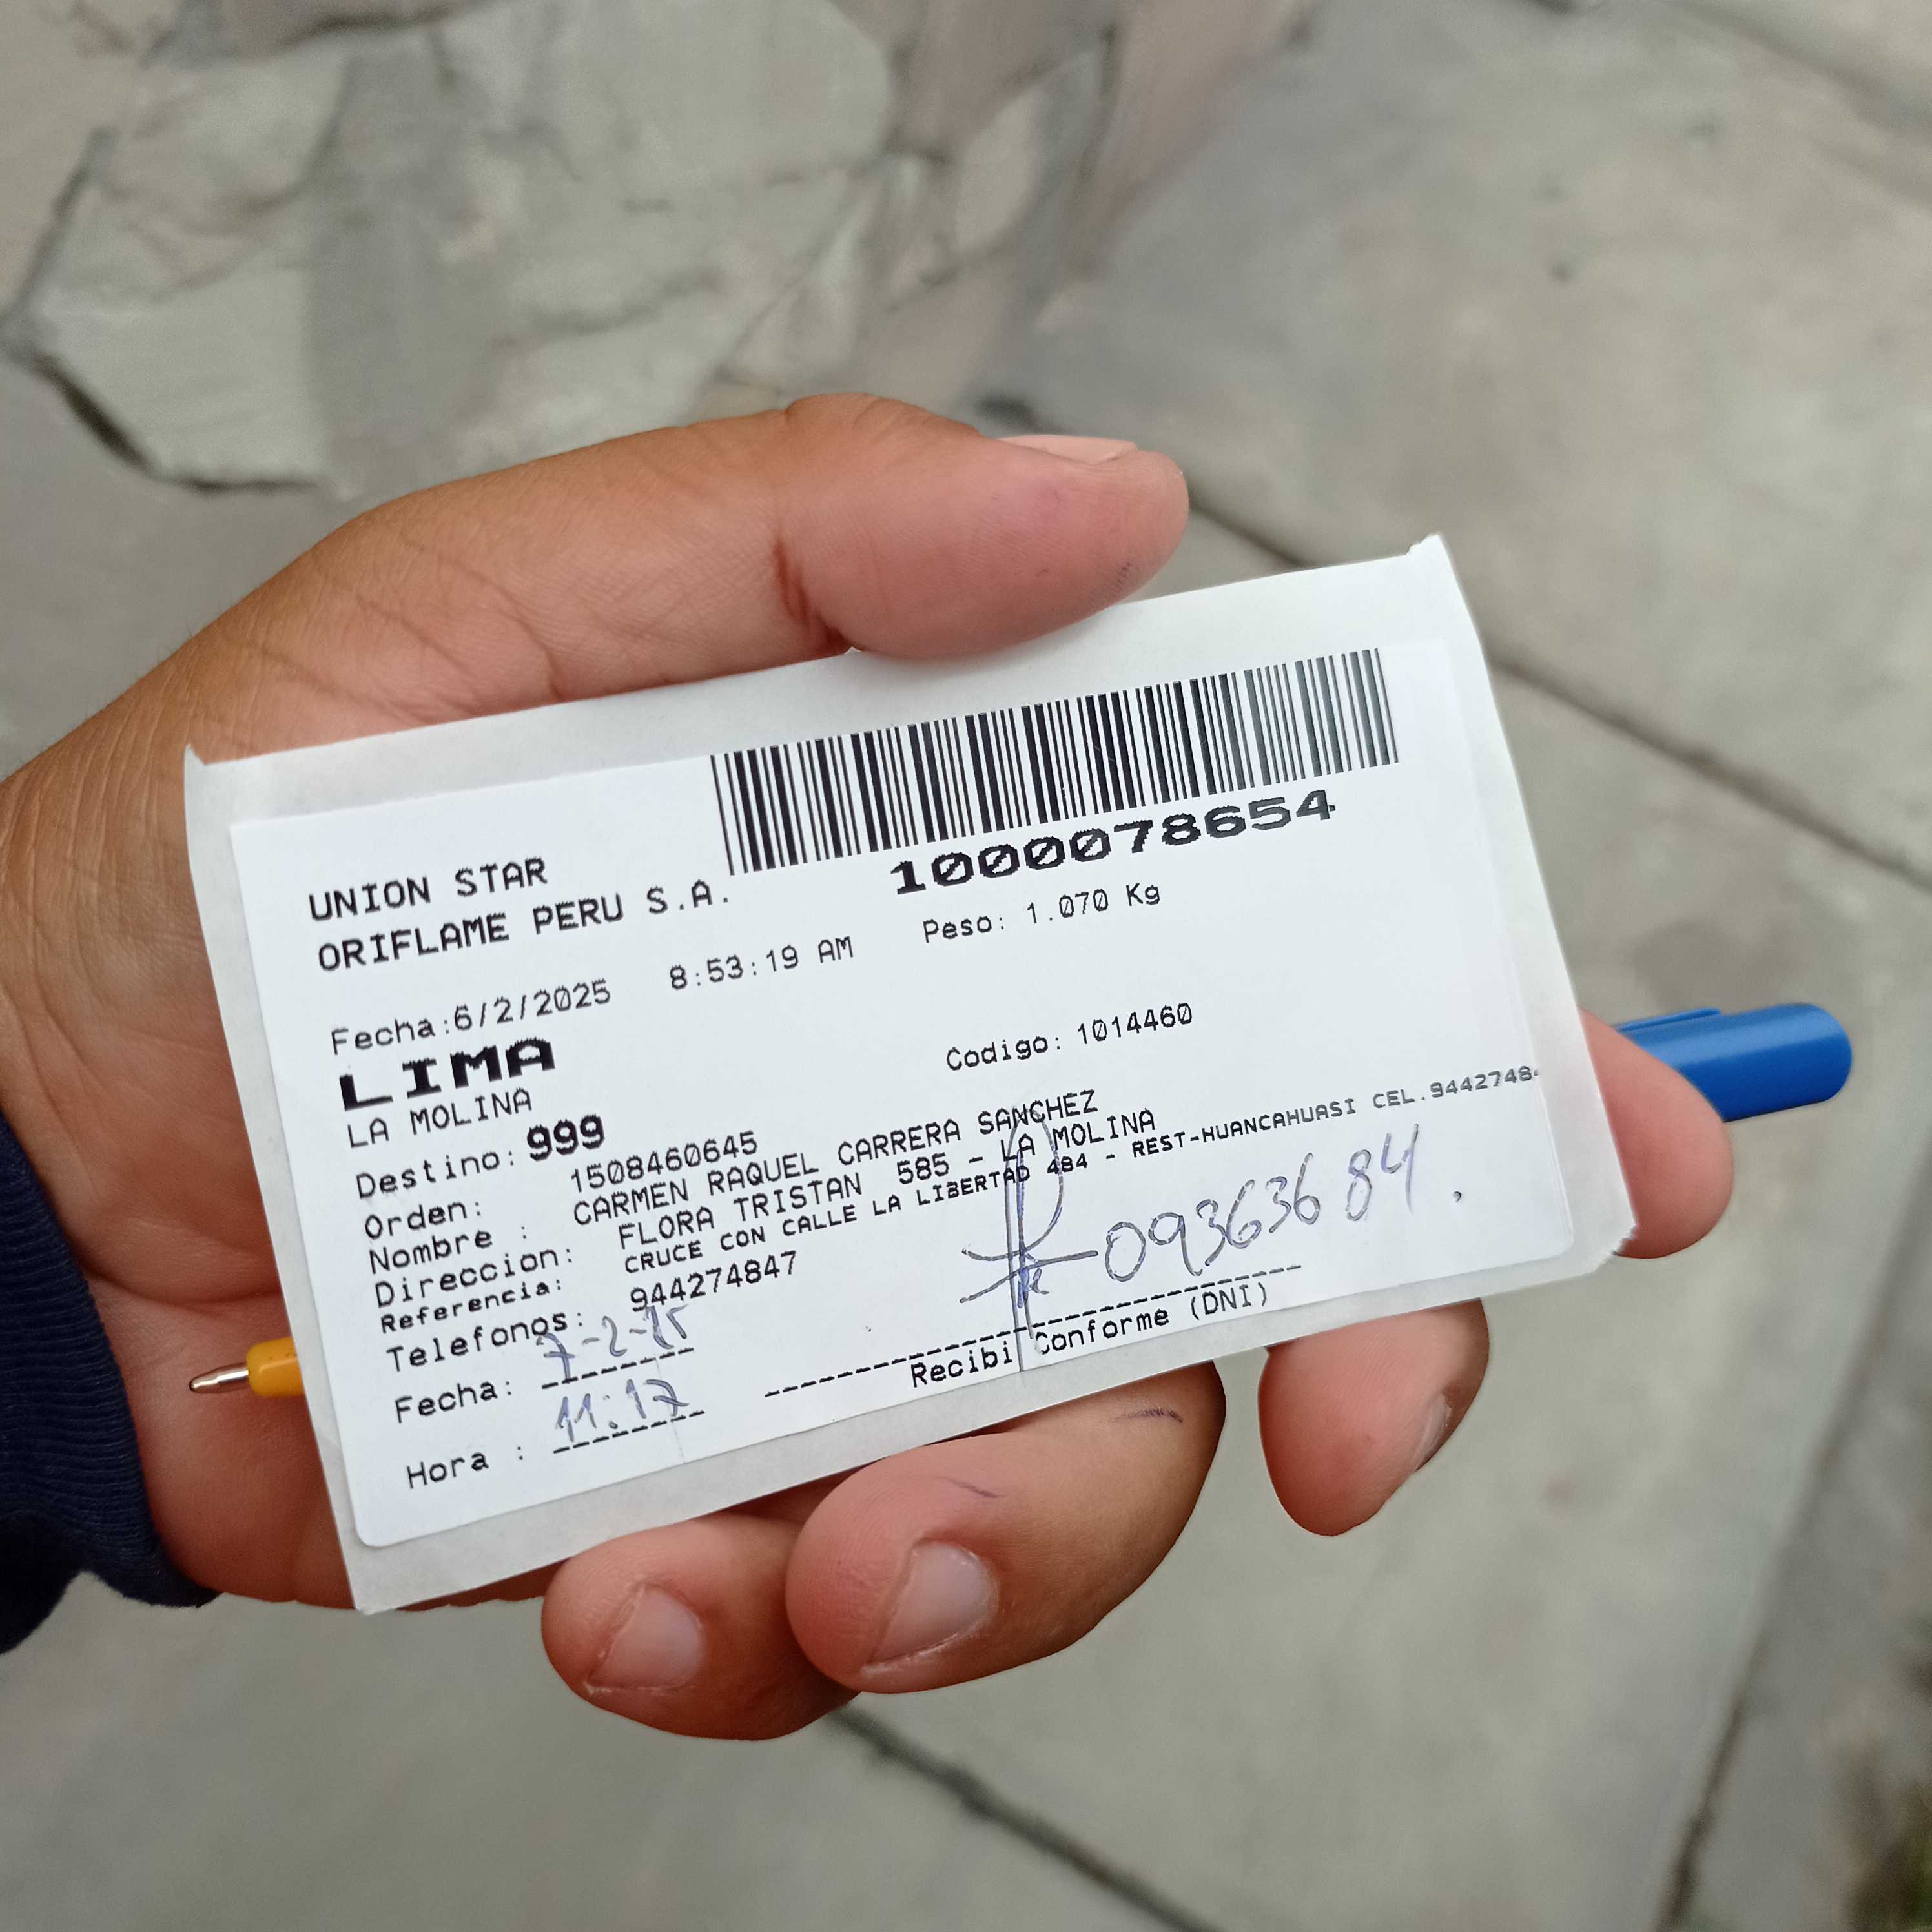 1000078654
UNION STAR
ORIFLAME PERU S.A.
Peso: 1.070 Kg
Fecha:6/2/2025 8:53:19 AM
LIMA
Codigo: 1014460
LA MOLINA
Destino: 999
Orden: 1508460645
Nombre : CARMEN RAQUEL CARRERA SANCHEZ
Direccion: FLORA TRISTAN 585 - LA MOLINA
Referencia: CRUCE CON CALLE LA LIBERTAD 484 - REST-HUANCAHUASI CEL.9442748
Telefonos: 944274847
09363684.
Fecha: 7-2-25
Recibi Conforme (DNI)
Hora : 11:17